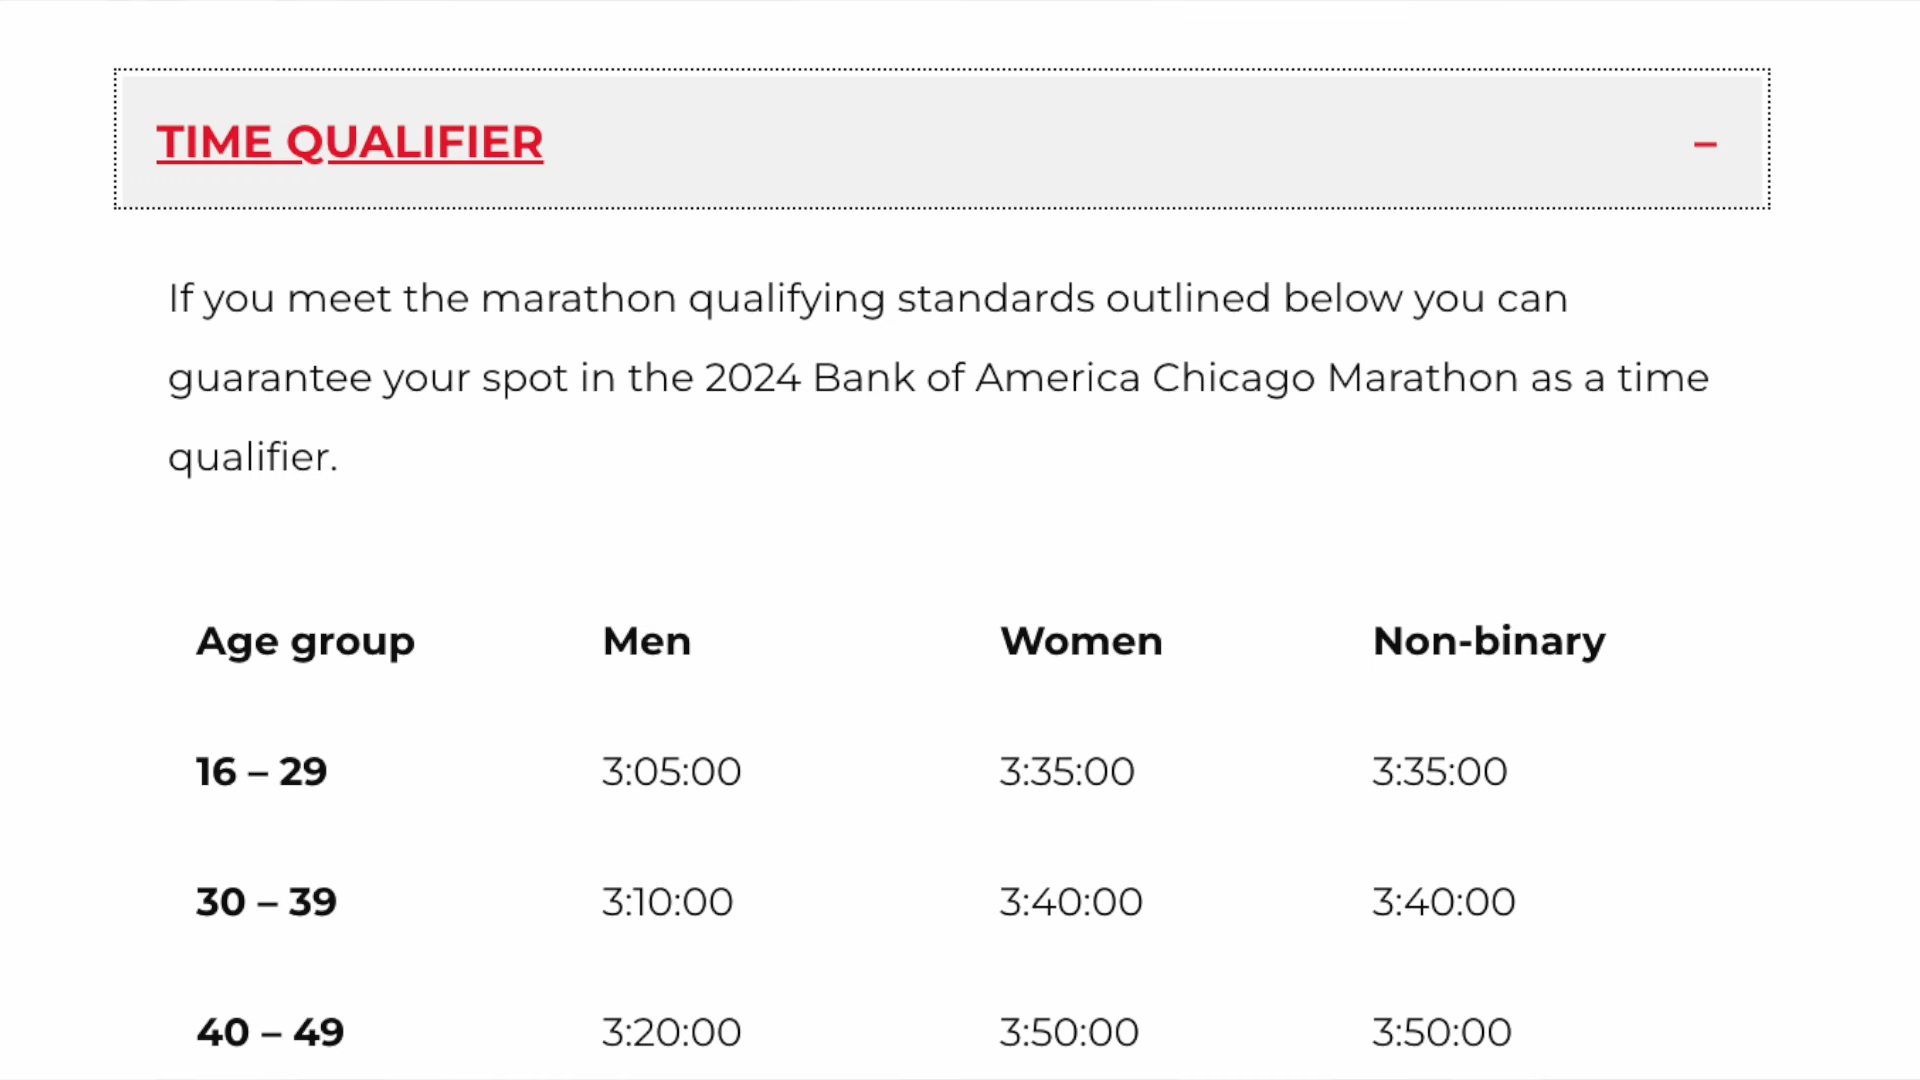 TIME QUALIFIER –
If you meet the marathon qualifying standards outlined below you can
guarantee your spot in the 2024 Bank of America Chicago Marathon as a time
qualifier.
Age group Men Women Non-binary
16 – 29 3:05:00 3:35:00 3:35:00
30 – 39 3:10:00 3:40:00 3:40:00
40 – 49 3:20:00 3:50:00 3:50:00